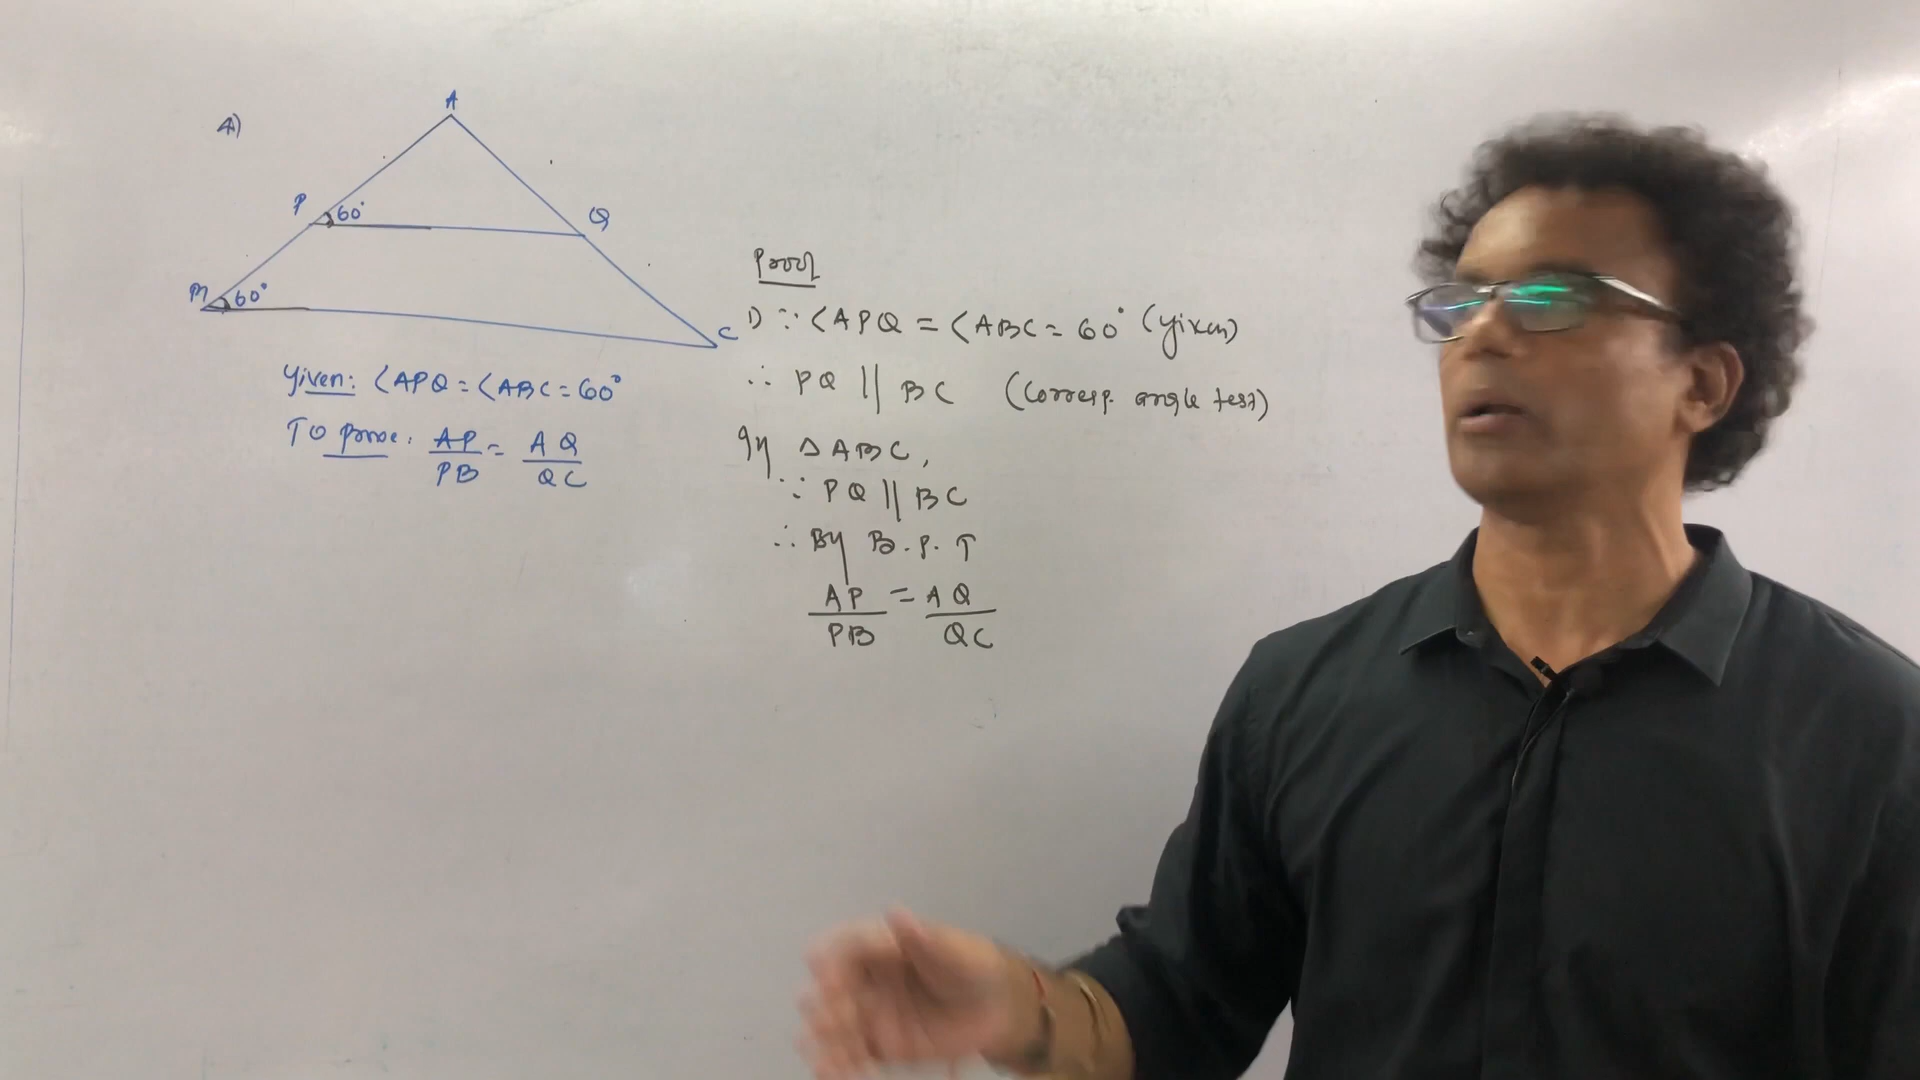 4)
A
P 60°
Q
B 60°
C
Given: ∠APQ = ∠ABC = 60°
To prove: AP/PB = AQ/QC
Proof
1) ∵ ∠APQ = ∠ABC = 60° (given)
∴ PQ || BC (corresp. angle test)
In △ABC,
∵ PQ || BC
∴ By B.P.T
AP/PB = AQ/QC